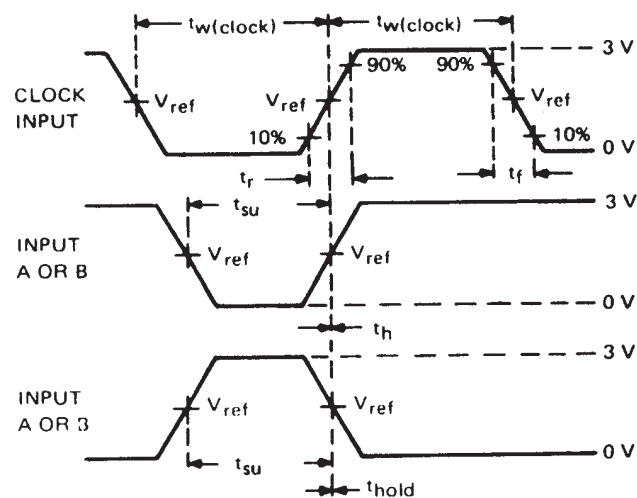 tw(clock) tw(clock)
3 V
90% 90%
CLOCK
INPUT
Vref Vref Vref
10% 10%
0 V
tr tf
tsu
3 V
INPUT
A OR B
Vref Vref
0 V
th
3 V
INPUT
A OR 3
Vref Vref
0 V
tsu
thold